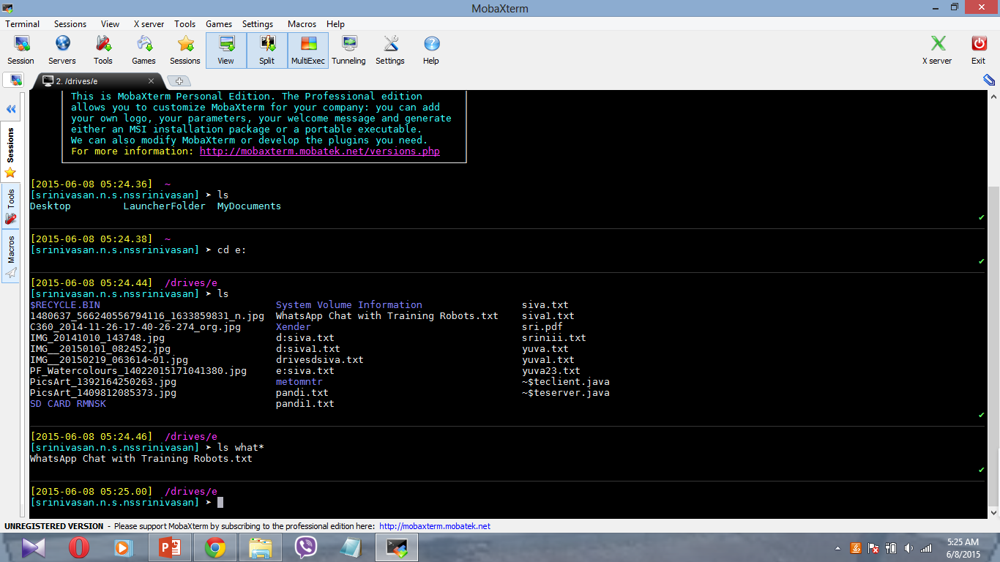 MobaXterm
Terminal Sessions View X server Tools Games Settings Macros Help
Session Servers Tools Games Sessions View Split MultiExec Tunneling Settings Help X server Exit
2. /drives/e
Sessions
Tools
Macros
This is MobaXterm Personal Edition. The Professional edition
allows you to customize MobaXterm for your company: you can add
your own logo, your parameters, your welcome message and generate
either an MSI installation package or a portable executable.
We can also modify MobaXterm or develop the plugins you need.
For more information: http://mobaxterm.mobatek.net/versions.php
[2015-06-08 05:24.36] ~
[srinivasan.n.s.nssrinivasan] ➤ ls
Desktop LauncherFolder MyDocuments
[2015-06-08 05:24.38] ~
[srinivasan.n.s.nssrinivasan] ➤ cd e:
[2015-06-08 05:24.44] /drives/e
[srinivasan.n.s.nssrinivasan] ➤ ls
$RECYCLE.BIN System Volume Information siva.txt
1480637_566240556794116_1633859831_n.jpg WhatsApp Chat with Training Robots.txt siva1.txt
C360_2014-11-26-17-40-26-274_org.jpg Xender sri.pdf
IMG_20141010_143748.jpg d:siva.txt sriniii.txt
IMG__20150101_082452.jpg d:siva1.txt yuva.txt
IMG__20150219_063614~01.jpg drivesdsiva.txt yuva1.txt
PF_Watercolours_14022015171041380.jpg e:siva.txt yuva23.txt
PicsArt_1392164250263.jpg metomntr ~$teclient.java
PicsArt_1409812085373.jpg pandi.txt ~$teserver.java
SD CARD RMNSK pandi1.txt
[2015-06-08 05:24.46] /drives/e
[srinivasan.n.s.nssrinivasan] ➤ ls what*
WhatsApp Chat with Training Robots.txt
[2015-06-08 05:25.00] /drives/e
[srinivasan.n.s.nssrinivasan] ➤
UNREGISTERED VERSION - Please support MobaXterm by subscribing to the professional edition here: http://mobaxterm.mobatek.net
5:25 AM
6/8/2015